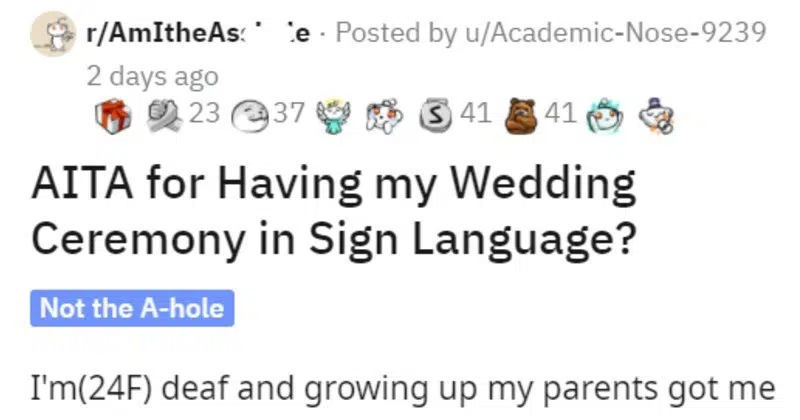 r/AmItheAs e · Posted by u/Academic-Nose-9239
2 days ago
23 37 S 41 41
AITA for Having my Wedding
Ceremony in Sign Language?
Not the A-hole
I'm(24F) deaf and growing up my parents got me